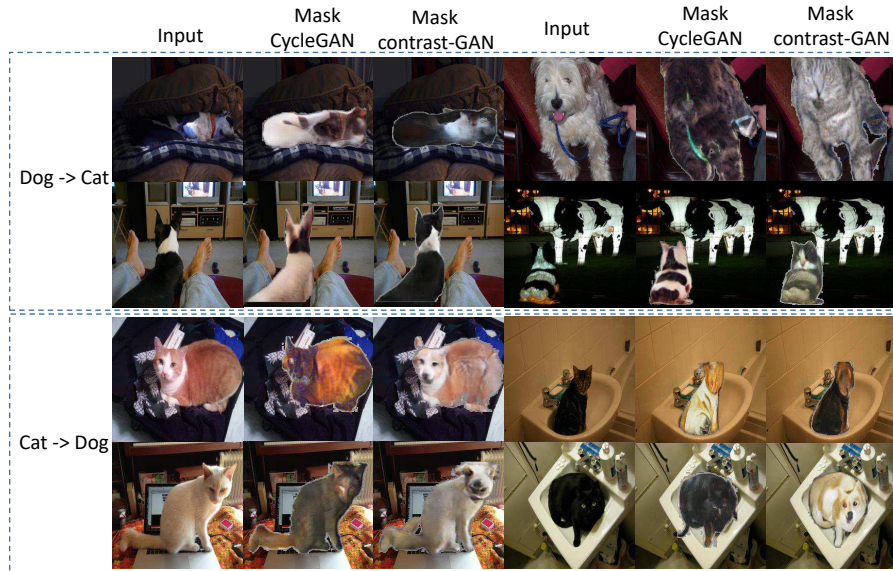 Input
Mask
CycleGAN
Mask
contrast-GAN
Input
Mask
CycleGAN
Mask
contrast-GAN
Dog -> Cat
Cat -> Dog